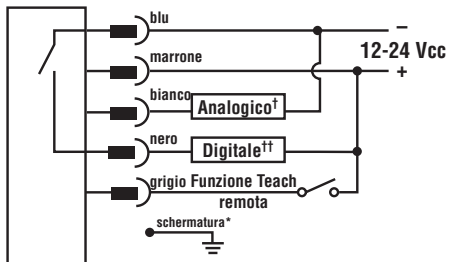 blu
–
12-24 Vcc
marrone
+
bianco
Analogico†
nero
Digitale††
grigio Funzione Teach
remota
schermatura*